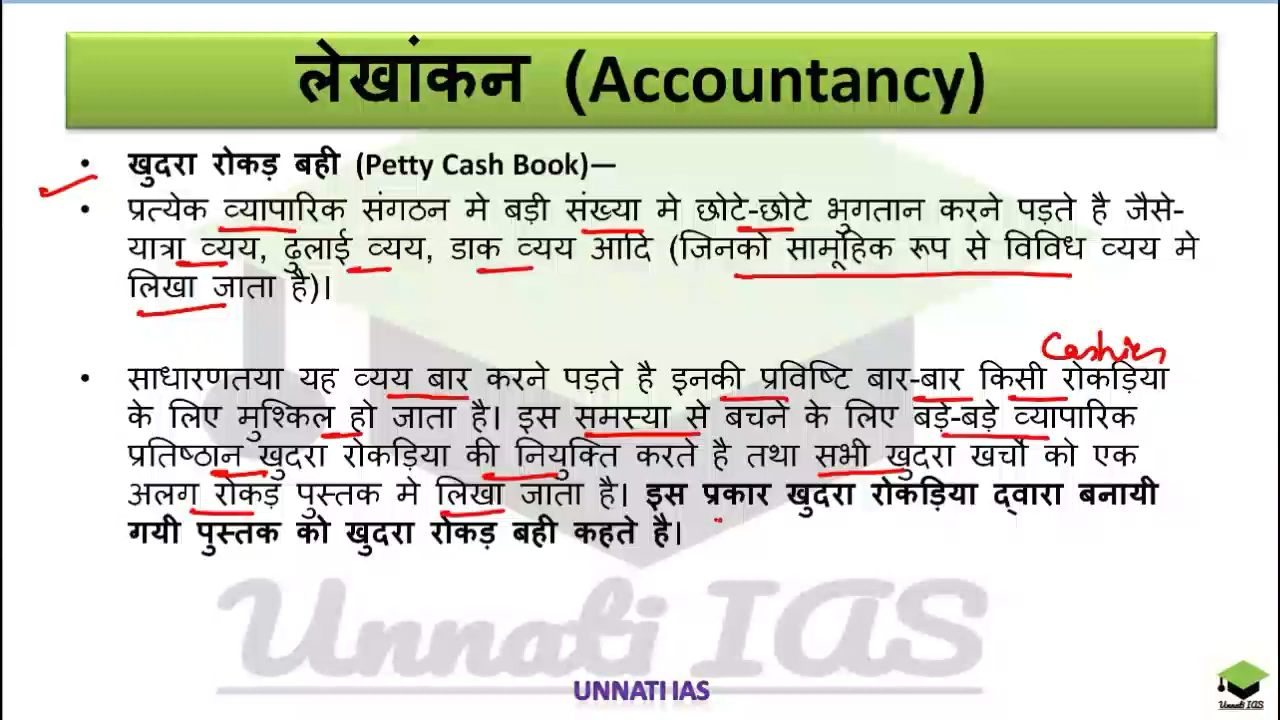 लेखांकन (Accountancy)
• खुदरा रोकड़ बही (Petty Cash Book)—
• प्रत्येक व्यापारिक संगठन मे बड़ी संख्या मे छोटे-छोटे भुगतान करने पड़ते है जैसे-
यात्रा व्यय, ढुलाई व्यय, डाक व्यय आदि (जिनको सामूहिक रूप से विविध व्यय मे
लिखा जाता है)।
Cashier
• साधारणतया यह व्यय बार करने पड़ते है इनकी प्रविष्टि बार-बार किसी रोकड़िया
के लिए मुश्किल हो जाता है। इस समस्या से बचने के लिए बड़े-बड़े व्यापारिक
प्रतिष्ठान खुदरा रोकड़िया की नियुक्ति करते है तथा सभी खुदरा खर्चो को एक
अलग रोकड़ पुस्तक मे लिखा जाता है। इस प्रकार खुदरा रोकड़िया द्वारा बनायी
गयी पुस्तक को खुदरा रोकड़ बही कहते है।
Unnati IAS
UNNATI IAS
Unnati IAS